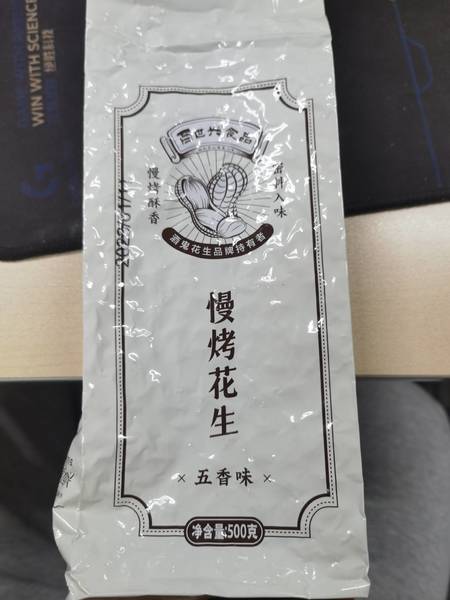 WIN WITH SCIENCE
慢烤酥香
酒鬼花生品牌持有者
慢烤花生
× 五香味 ×
净含量:500克